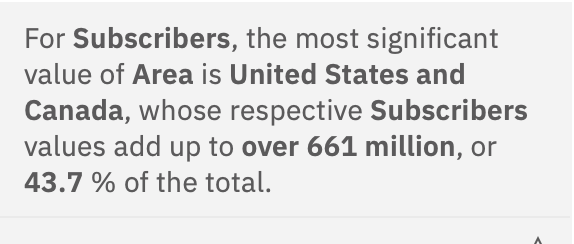 For Subscribers, the most significant
value of Area is United States and
Canada, whose respective Subscribers
values add up to over 661 million, or
43.7 % of the total.